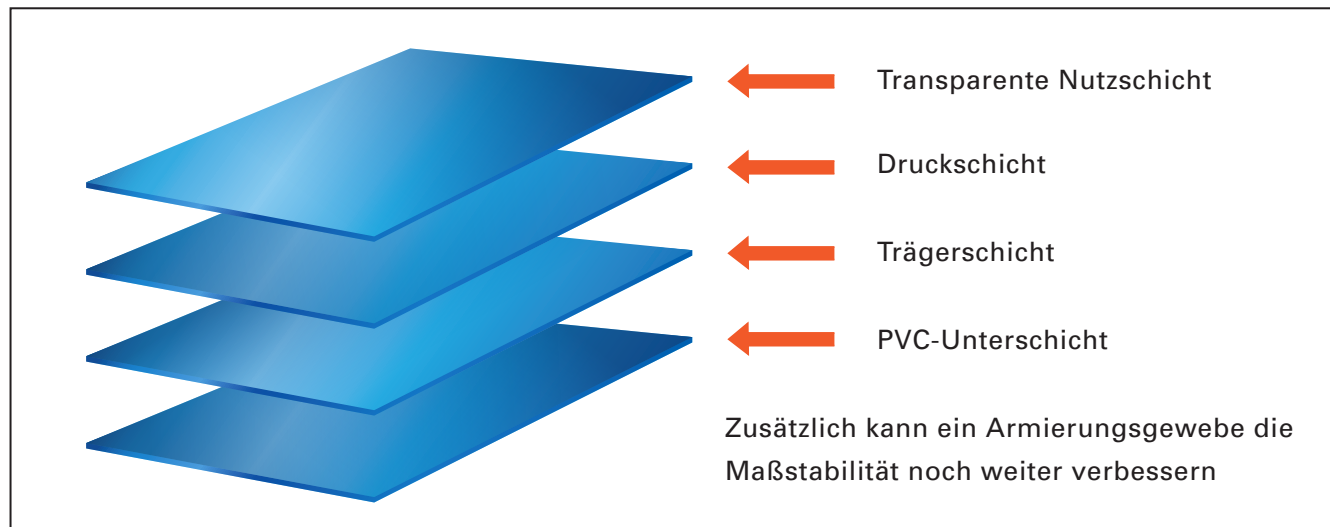 Transparente Nutzschicht
Druckschicht
Trägerschicht
PVC-Unterschicht
Zusätzlich kann ein Armierungsgewebe die
Maßstabilität noch weiter verbessern